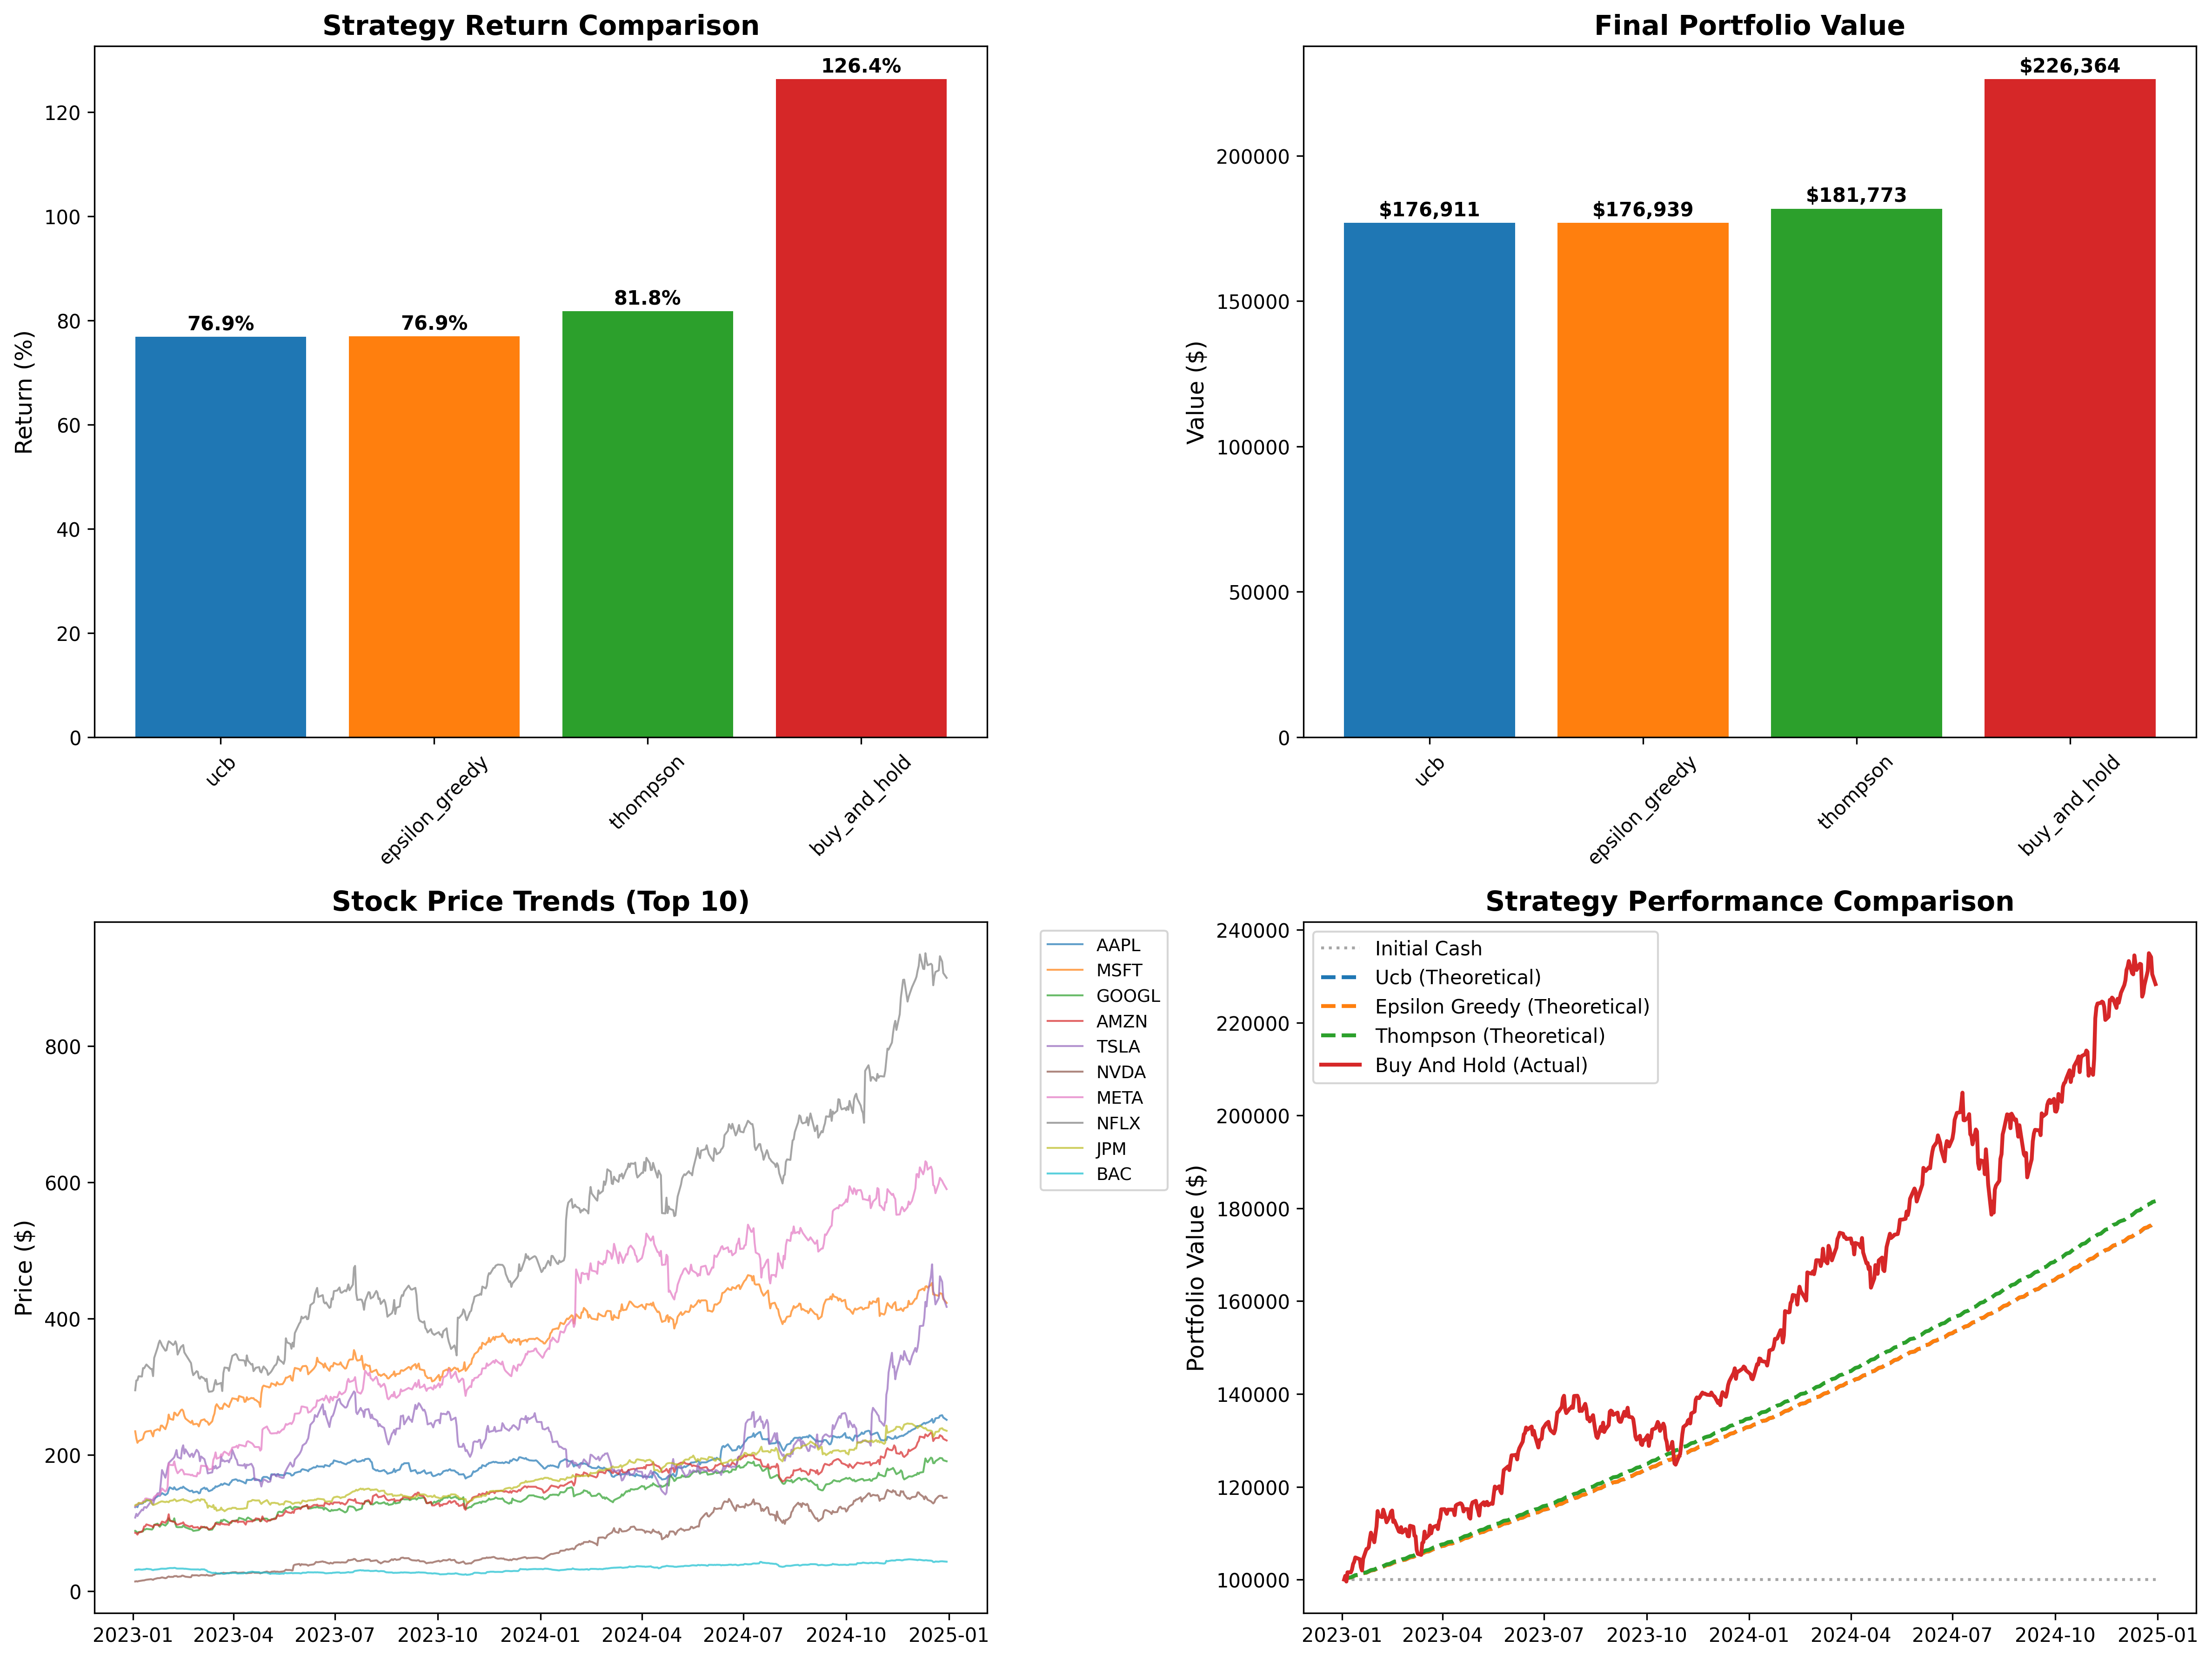 Strategy Return Comparison
Return (%)
120
100
80
60
40
20
0
76.9%
76.9%
81.8%
126.4%
ucb
epsilon_greedy
thompson
buy_and_hold
Final Portfolio Value
Value ($)
200000
150000
100000
50000
0
$176,911
$176,939
$181,773
$226,364
ucb
epsilon_greedy
thompson
buy_and_hold
Stock Price Trends (Top 10)
Price ($)
800
600
400
200
0
2023-01
2023-04
2023-07
2023-10
2024-01
2024-04
2024-07
2024-10
2025-01
AAPL
MSFT
GOOGL
AMZN
TSLA
NVDA
META
NFLX
JPM
BAC
Strategy Performance Comparison
Portfolio Value ($)
240000
220000
200000
180000
160000
140000
120000
100000
Initial Cash
Ucb (Theoretical)
Epsilon Greedy (Theoretical)
Thompson (Theoretical)
Buy And Hold (Actual)
2023-01
2023-04
2023-07
2023-10
2024-01
2024-04
2024-07
2024-10
2025-01